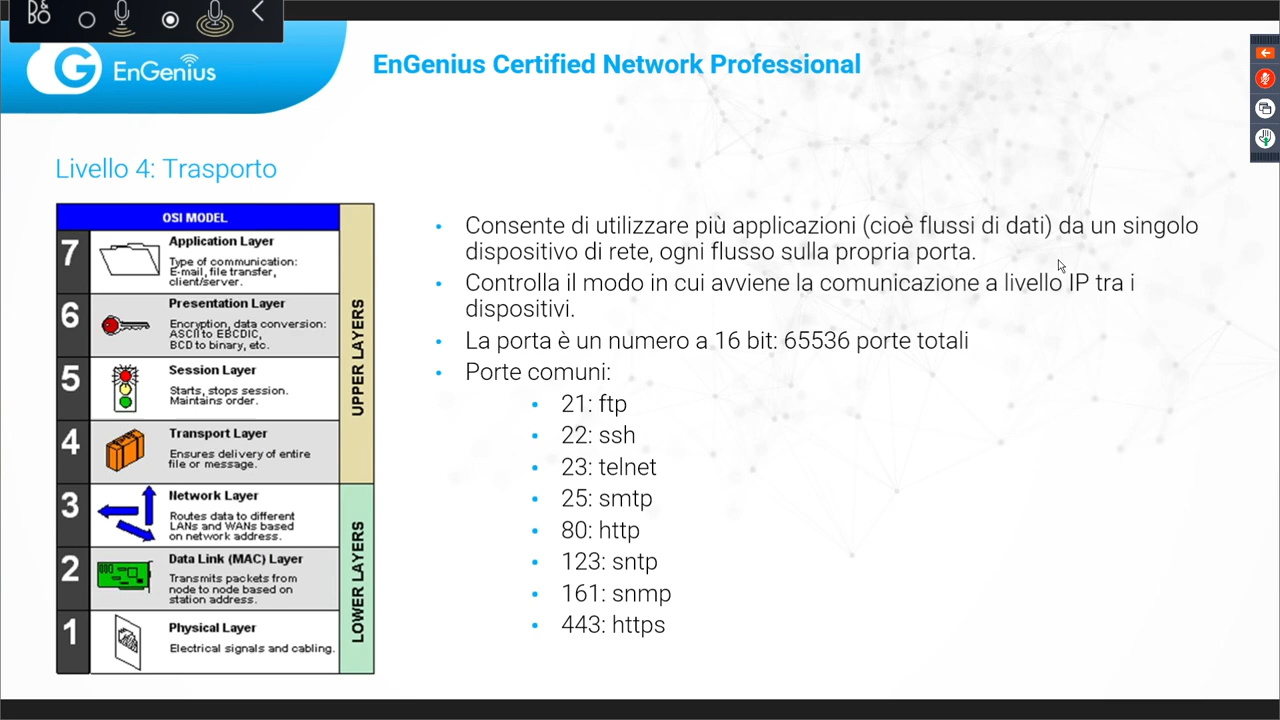 EnGenius
EnGenius Certified Network Professional
Livello 4: Trasporto
OSI MODEL
7
Application Layer
Type of communication:
E-mail, file transfer,
client/server.
6
Presentation Layer
Encryption, data conversion:
ASCII to EBCDIC,
BCD to binary, etc.
5
Session Layer
Starts, stops session.
Maintains order.
4
Transport Layer
Ensures delivery of entire
file or message.
3
Network Layer
Routes data to different
LANs and WANs based
on network address.
2
Data Link (MAC) Layer
Transmits packets from
node to node based on
station address.
1
Physical Layer
Electrical signals and cabling.
UPPER LAYERS
LOWER LAYERS
• Consente di utilizzare più applicazioni (cioè flussi di dati) da un singolo
dispositivo di rete, ogni flusso sulla propria porta.
• Controlla il modo in cui avviene la comunicazione a livello IP tra i
dispositivi.
• La porta è un numero a 16 bit: 65536 porte totali
• Porte comuni:
• 21: ftp
• 22: ssh
• 23: telnet
• 25: smtp
• 80: http
• 123: sntp
• 161: snmp
• 443: https